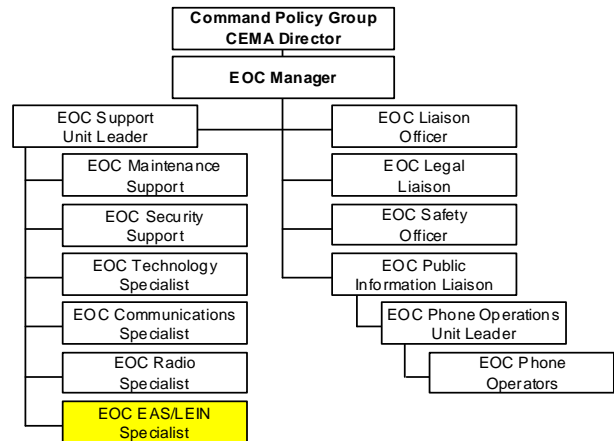 Command Policy Group
CEMA Director
EOC Manager
EOC Support
Unit Leader
EOC Maintenance
Support
EOC Security
Support
EOC Technology
Specialist
EOC Communications
Specialist
EOC Radio
Specialist
EOC EAS/LEIN
Specialist
EOC Liaison
Officer
EOC Legal
Liaison
EOC Safety
Officer
EOC Public
Information Liaison
EOC Phone Operations
Unit Leader
EOC Phone
Operators